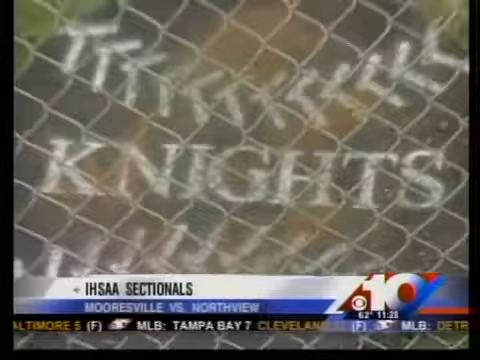 KNIGHTS
IHSAA SECTIONALS
MOORESVILLE VS. NORTHVIEW
10
62° 11:28
ALTIMORE 5 (F) MLB: TAMPA BAY 7 CLEVELAND (F) MLB: DETR